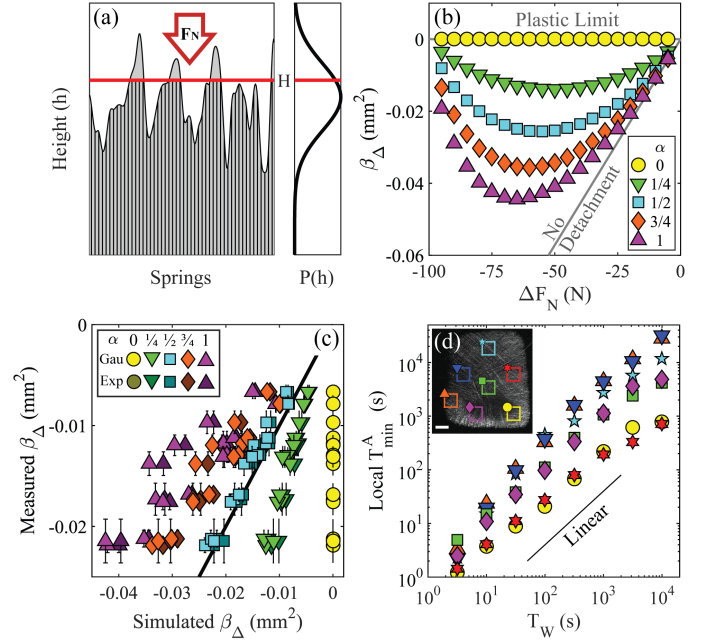 (a)
F_N
H
Height (h)
Springs
P(h)
(b)
Plastic Limit
0
-0.02
-0.04
-0.06
β_Δ (mm²)
No
Detachment
α
0
1/4
1/2
3/4
1
-100 -75 -50 -25 0
ΔF_N (N)
(c)
α 0 ¼ ½ ¾ 1
Gau
Exp
0
-0.01
-0.02
Measured β_Δ (mm²)
-0.04 -0.03 -0.02 -0.01 0
Simulated β_Δ (mm²)
(d)
10⁴
10³
10²
10¹
10⁰
Local T^A_min (s)
Linear
10⁰ 10¹ 10² 10³ 10⁴
T_W (s)